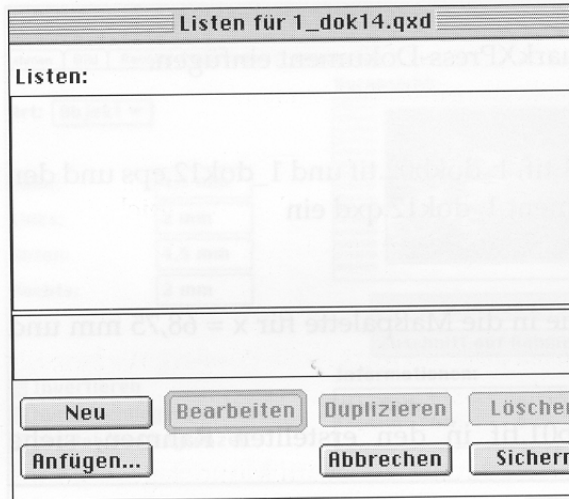 Listen für 1_dok14.qxd
Listen:
Neu Bearbeiten Duplizieren Löschen
Anfügen... Abbrechen Sichern